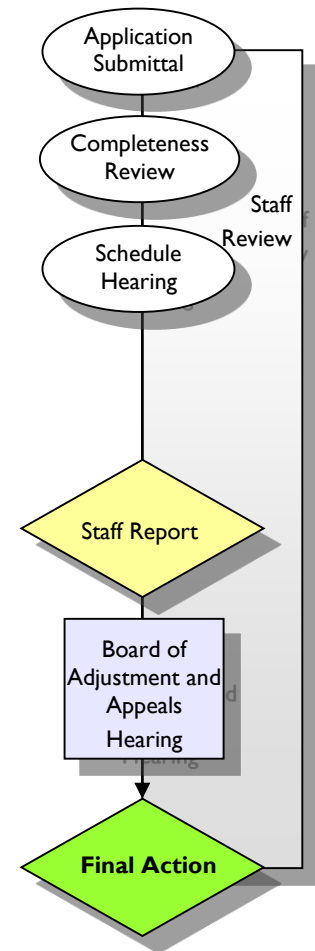 Application
Submittal
Completeness
Review
Staff
Review
Schedule
Hearing
Staff Report
Board of
Adjustment and
Appeals
Hearing
Final Action